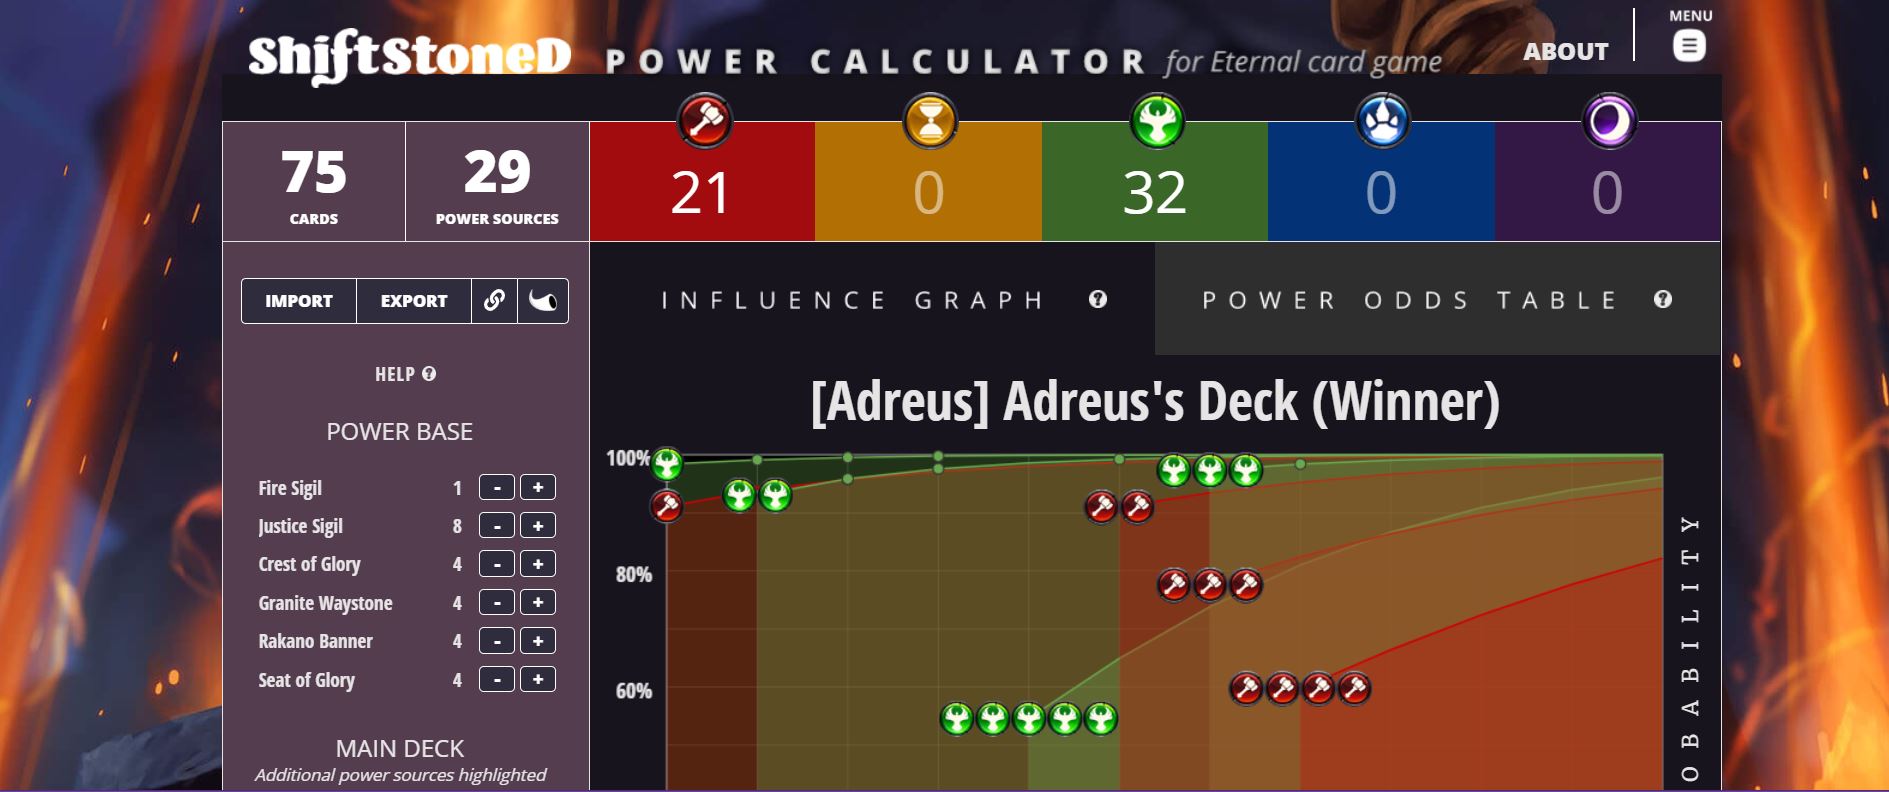 ShiftStoneD POWER CALCULATOR for Eternal card game
ABOUT
MENU
75
CARDS
29
POWER SOURCES
21
0
32
0
0
IMPORT
EXPORT
INFLUENCE GRAPH ?
POWER ODDS TABLE ?
HELP ?
POWER BASE
Fire Sigil 1 - +
Justice Sigil 8 - +
Crest of Glory 4 - +
Granite Waystone 4 - +
Rakano Banner 4 - +
Seat of Glory 4 - +
MAIN DECK
Additional power sources highlighted
[Adreus] Adreus's Deck (Winner)
100%
80%
60%
OBABILITY